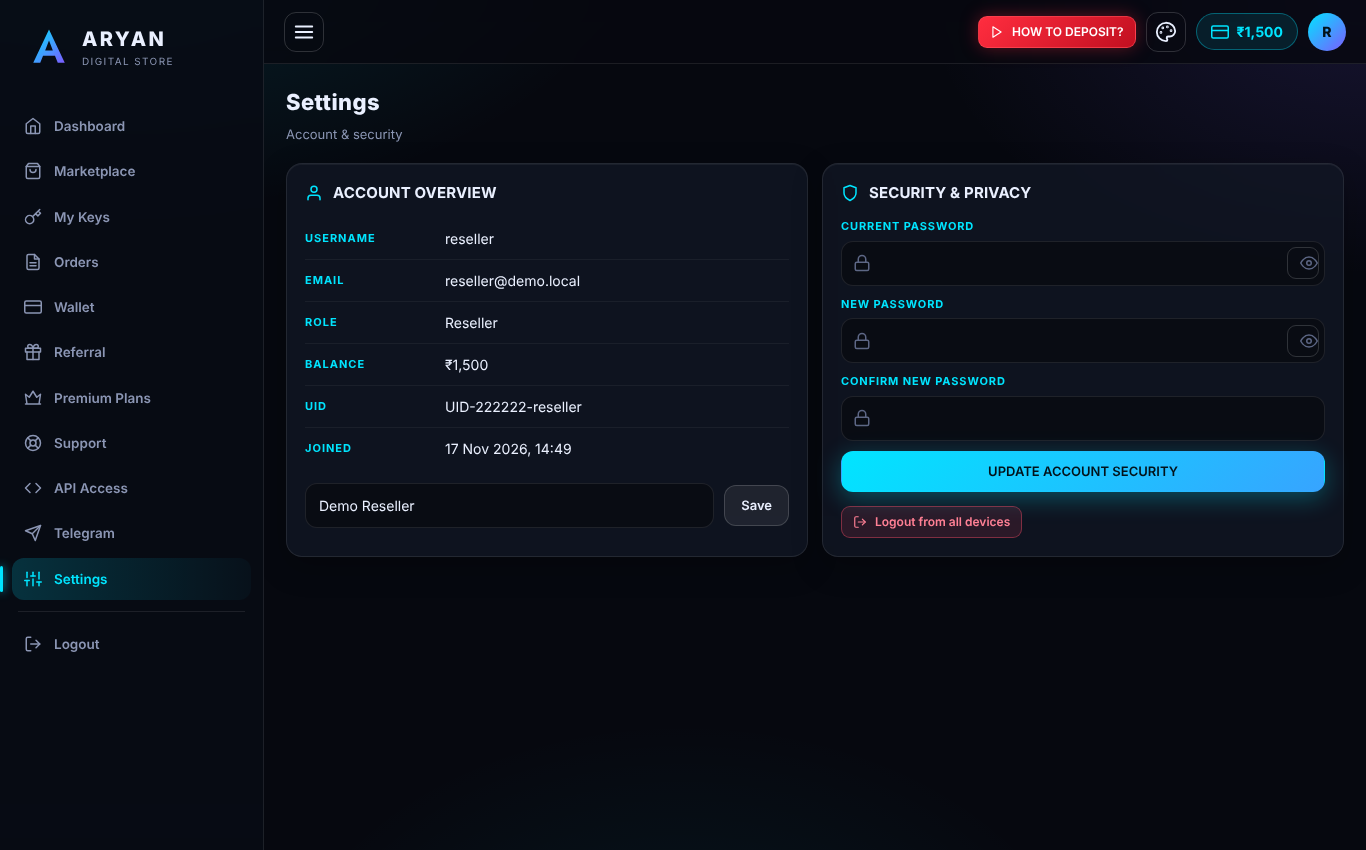 ARYAN
DIGITAL STORE
Dashboard
Marketplace
My Keys
Orders
Wallet
Referral
Premium Plans
Support
API Access
Telegram
Settings
Logout
HOW TO DEPOSIT?
₹1,500
R
Settings
Account & security
ACCOUNT OVERVIEW
USERNAME reseller
EMAIL reseller@demo.local
ROLE Reseller
BALANCE ₹1,500
UID UID-222222-reseller
JOINED 17 Nov 2026, 14:49
Demo Reseller
Save
SECURITY & PRIVACY
CURRENT PASSWORD
NEW PASSWORD
CONFIRM NEW PASSWORD
UPDATE ACCOUNT SECURITY
Logout from all devices